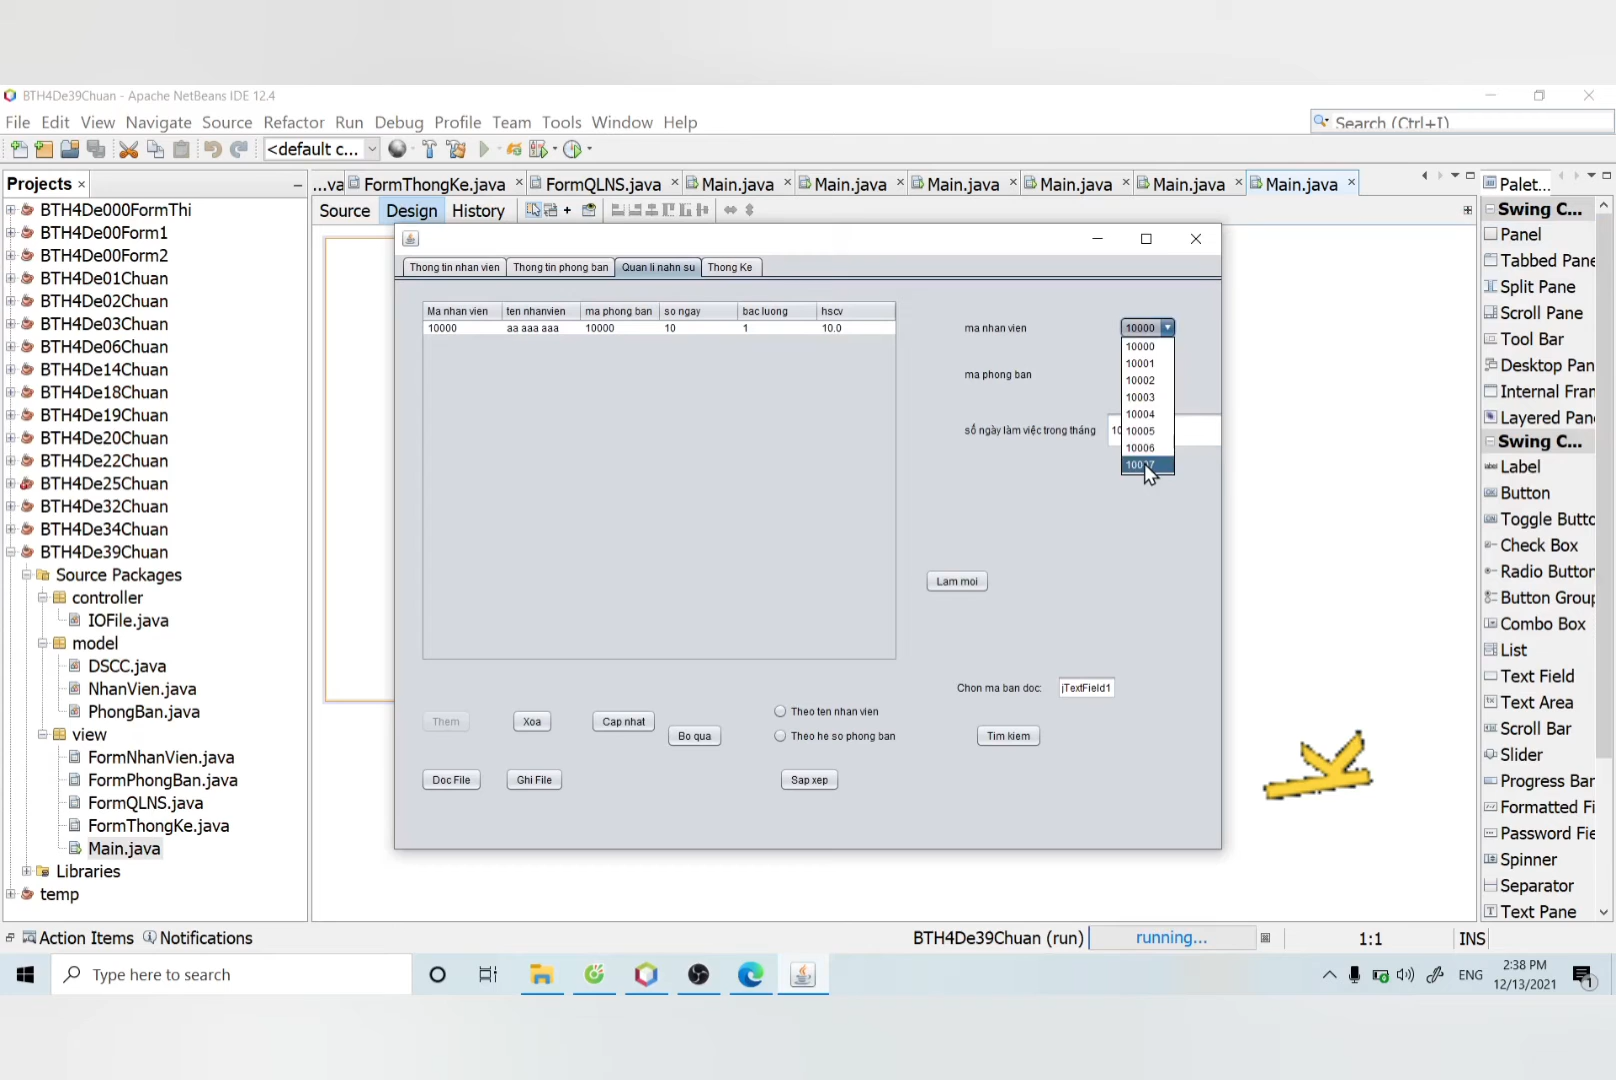 BTH4De39Chuan - Apache NetBeans IDE 12.4
File Edit View Navigate Source Refactor Run Debug Profile Team Tools Window Help
Search (Ctrl+I)
<default c...
Projects
...va FormThongKe.java FormQLNS.java Main.java Main.java Main.java Main.java Main.java Main.java
Palet...
Source Design History
BTH4De000FormThi
BTH4De00Form1
BTH4De00Form2
BTH4De01Chuan
BTH4De02Chuan
BTH4De03Chuan
BTH4De06Chuan
BTH4De14Chuan
BTH4De18Chuan
BTH4De19Chuan
BTH4De20Chuan
BTH4De22Chuan
BTH4De25Chuan
BTH4De32Chuan
BTH4De34Chuan
BTH4De39Chuan
Source Packages
controller
IOFile.java
model
DSCC.java
NhanVien.java
PhongBan.java
view
FormNhanVien.java
FormPhongBan.java
FormQLNS.java
FormThongKe.java
Main.java
Libraries
temp
Thong tin nhan vien Thong tin phong ban Quan li nahn su Thong Ke
Ma nhan vien ten nhanvien ma phong ban so ngay bac luong hscv
10000 aa aaa aaa 10000 10 1 10.0
ma nhan vien 10000
10000
10001
10002
10003
10004
10005
10006
10007
ma phong ban
số ngày làm việc trong tháng 10
Lam moi
Chon ma ban doc: jTextField1
Them Xoa Cap nhat Bo qua
Theo ten nhan vien
Theo he so phong ban
Tim kiem
Doc File Ghi File Sap xep
Swing C...
Panel
Tabbed Pane
Split Pane
Scroll Pane
Tool Bar
Desktop Pan
Internal Fran
Layered Pane
Swing C...
Label
Button
Toggle Butto
Check Box
Radio Button
Button Group
Combo Box
List
Text Field
Text Area
Scroll Bar
Slider
Progress Bar
Formatted Fi
Password Fie
Spinner
Separator
Text Pane
Action Items Notifications
BTH4De39Chuan (run) running... 1:1 INS
Type here to search
ENG
2:38 PM
12/13/2021
1